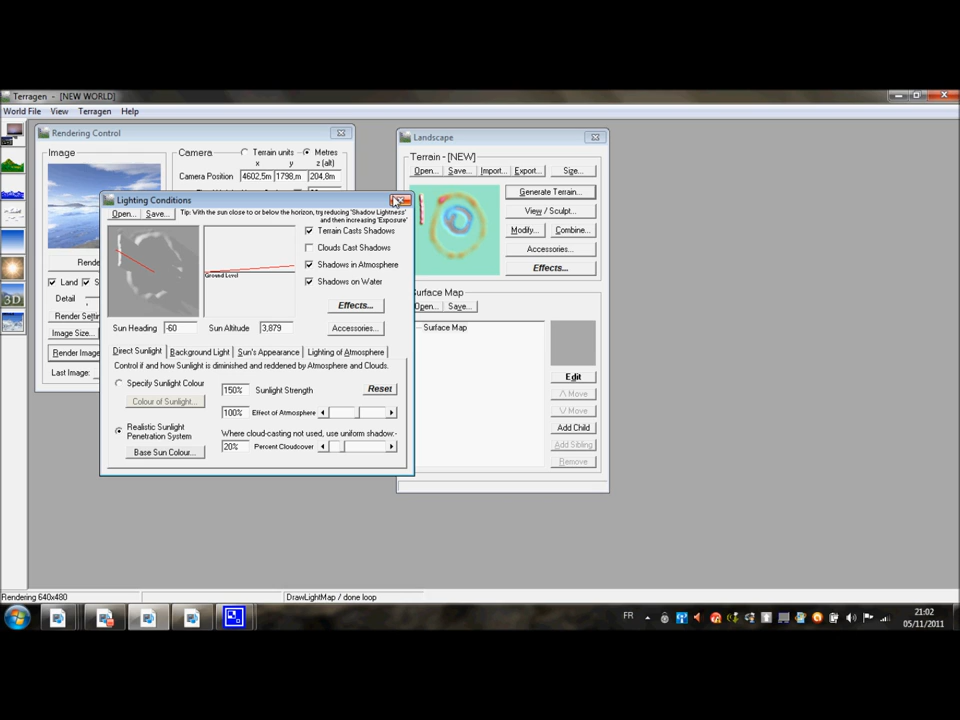 Terragen - [NEW WORLD]
World File View Terragen Help
Rendering Control
Image
Camera
Terrain units
Metres
x y z (alt)
Camera Position 4602,5m 1798,m 204,8m
Land
Detail
Image Size...
Render Image
Last Image:
Lighting Conditions
Open... Save...
Tip: With the sun close to or below the horizon, try reducing 'Shadow Lightness'
and then increasing 'Exposure'
Terrain Casts Shadows
Clouds Cast Shadows
Shadows in Atmosphere
Shadows on Water
Ground Level
Effects...
Sun Heading -60 Sun Altitude 3,879 Accessories...
Direct Sunlight Background Light Sun's Appearance Lighting of Atmosphere
Control if and how Sunlight is diminished and reddened by Atmosphere and Clouds.
Specify Sunlight Colour
Colour of Sunlight...
150% Sunlight Strength Reset
100% Effect of Atmosphere
Realistic Sunlight
Penetration System
Base Sun Colour...
Where cloud-casting not used, use uniform shadow:-
20% Percent Cloudcover
Landscape
Terrain - [NEW]
Open... Save... Import... Export... Size...
Generate Terrain...
View / Sculpt...
Modify... Combine...
Accessories...
Effects...
Surface Map
Open... Save...
Surface Map
Edit
/\ Move
\/ Move
Add Child
Add Sibling
Remove
Rendering 640x480
DrawLightMap / done loop
3D
FR
21:02
05/11/2011